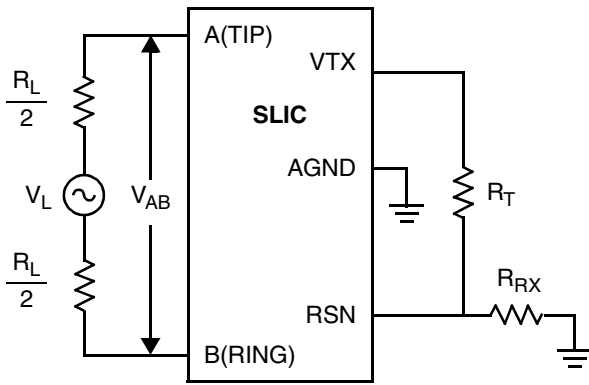 A(TIP)
VTX
R_L
2
SLIC
AGND
V_L
V_AB
R_T
R_L
2
R_RX
RSN
B(RING)